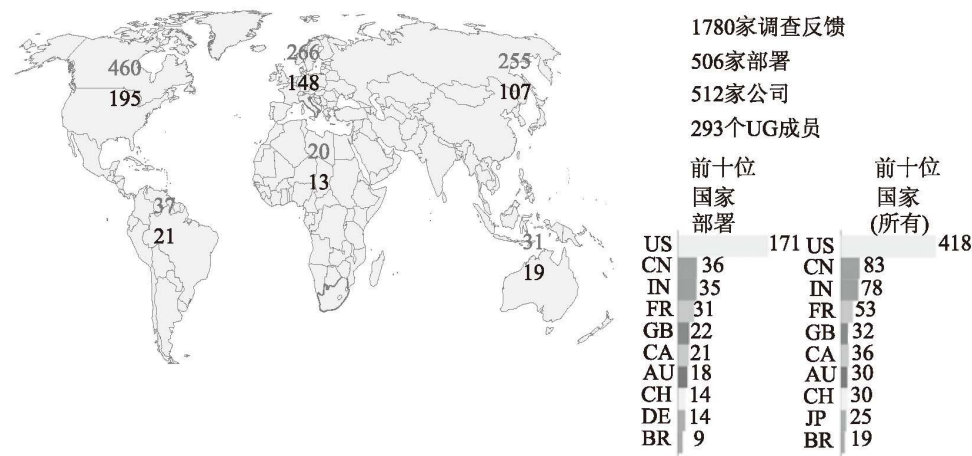 1780家调查反馈
506家部署
512家公司
293个UG成员
460
195
266
148
255
107
20
13
37
21
31
19
前十位
国家
部署
US 171
CN 36
IN 35
FR 31
GB 22
CA 21
AU 18
CH 14
DE 14
BR 9
前十位
国家
(所有)
US 418
CN 83
IN 78
FR 53
GB 32
CA 36
AU 30
CH 30
JP 25
BR 19